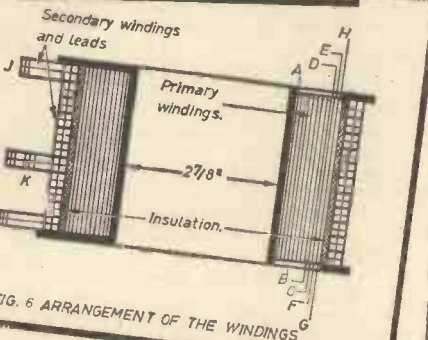 Secondary windings
and leads
H
E
D
J
A
Primary
windings.
2 7/8"
K
Insulation.
B
C
F
G
FIG. 6 ARRANGEMENT OF THE WINDINGS